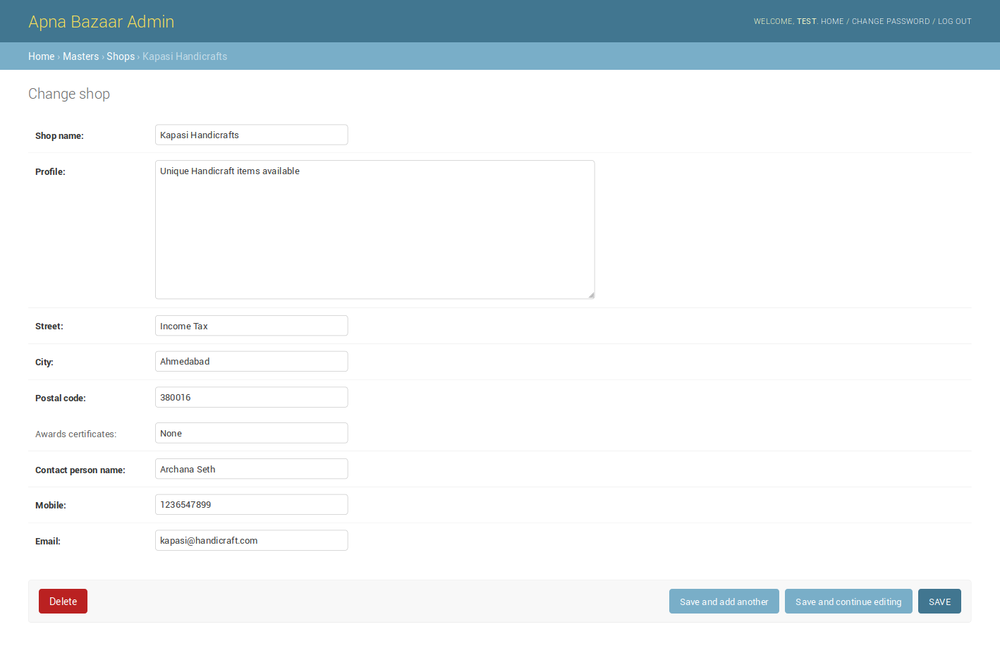 Apna Bazaar Admin
WELCOME, TEST. HOME / CHANGE PASSWORD / LOG OUT
Home › Masters › Shops › Kapasi Handicrafts
Change shop
Shop name: Kapasi Handicrafts
Profile: Unique Handicraft items available
Street: Income Tax
City: Ahmedabad
Postal code: 380016
Awards certificates: None
Contact person name: Archana Seth
Mobile: 1236547899
Email: kapasi@handicraft.com
Delete Save and add another Save and continue editing SAVE